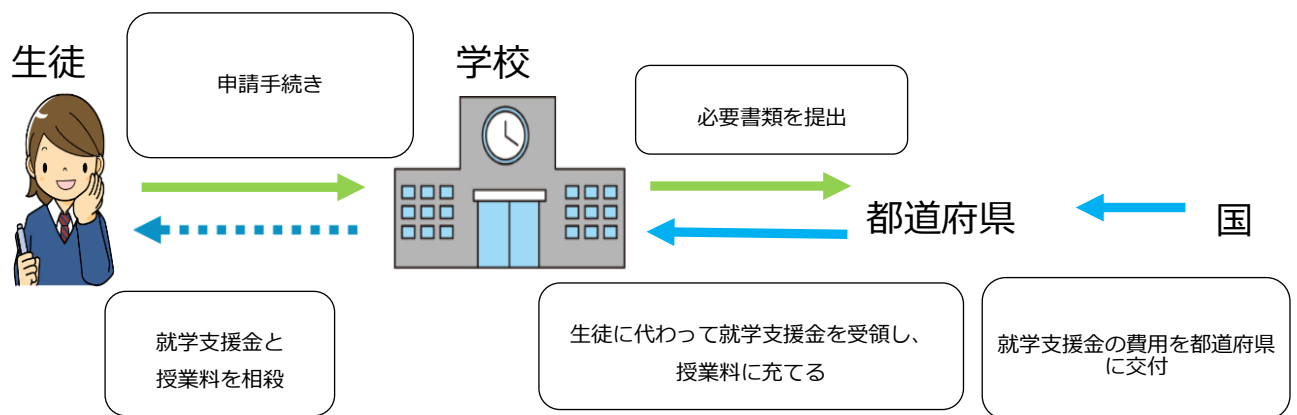 生徒
申請手続き
学校
必要書類を提出
都道府県
国
就学支援金と
授業料を相殺
生徒に代わって就学支援金を受領し、
授業料に充てる
就学支援金の費用を都道府県
に交付